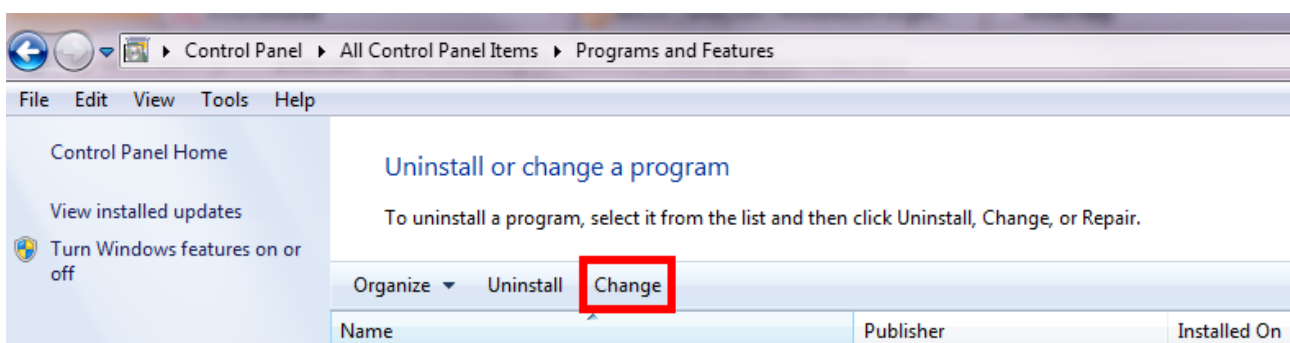 Control Panel All Control Panel Items Programs and Features
File Edit View Tools Help
Control Panel Home
View installed updates
Turn Windows features on or
off
Uninstall or change a program
To uninstall a program, select it from the list and then click Uninstall, Change, or Repair.
Organize Uninstall Change
Name Publisher Installed On